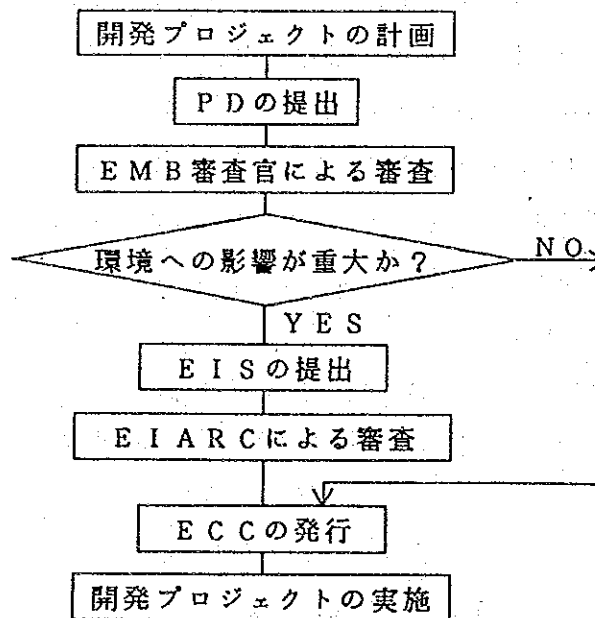 開発プロジェクトの計画
PDの提出
EMB審査官による審査
環境への影響が重大か?
NO
YES
EISの提出
EIARCによる審査
ECCの発行
開発プロジェクトの実施